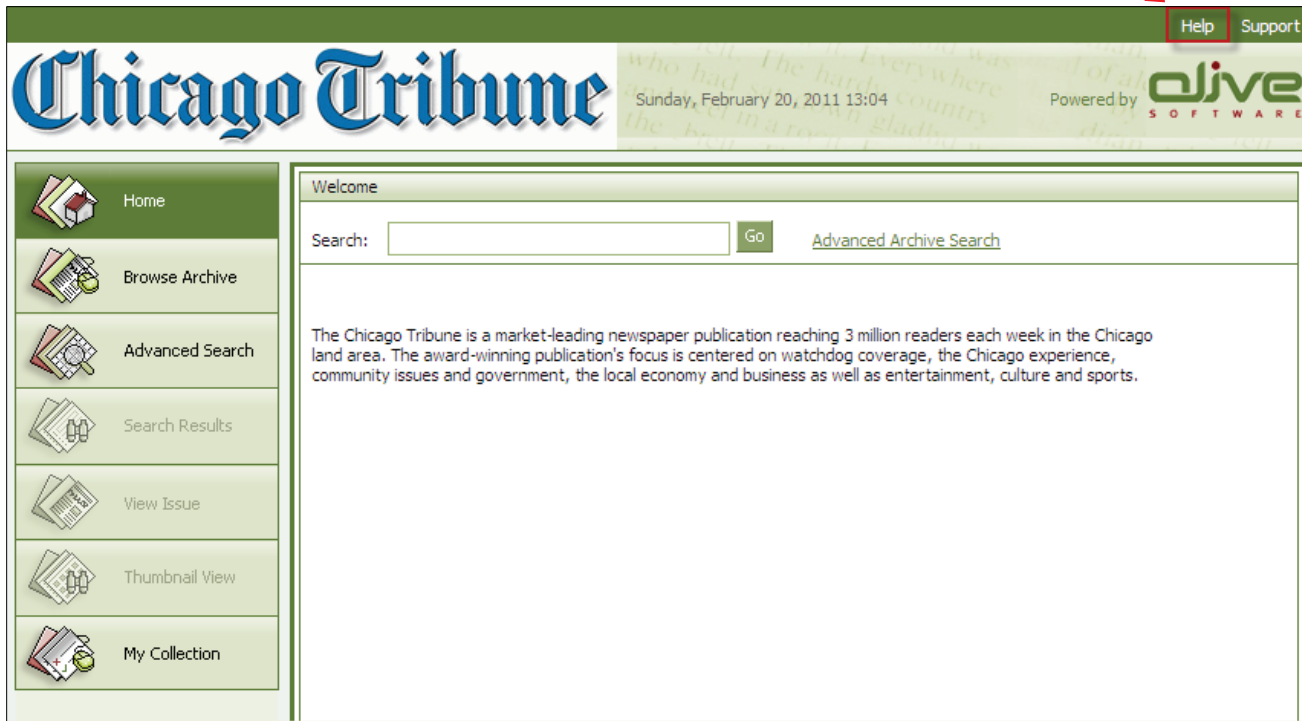 Help Support
Chicago Tribune
Sunday, February 20, 2011 13:04
Powered by
olive
SOFTWARE
Home
Browse Archive
Advanced Search
Search Results
View Issue
Thumbnail View
My Collection
Welcome
Search: Go Advanced Archive Search
The Chicago Tribune is a market-leading newspaper publication reaching 3 million readers each week in the Chicago
land area. The award-winning publication's focus is centered on watchdog coverage, the Chicago experience,
community issues and government, the local economy and business as well as entertainment, culture and sports.